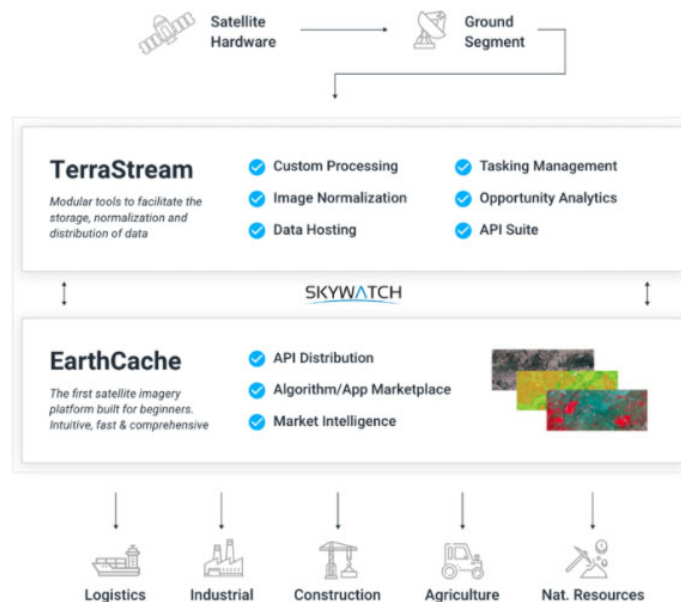 Satellite
Hardware
Ground
Segment
TerraStream
Modular tools to facilitate the
storage, normalization and
distribution of data
Custom Processing
Image Normalization
Data Hosting
Tasking Management
Opportunity Analytics
API Suite
SKYWATCH
EarthCache
The first satellite imagery
platform built for beginners.
Intuitive, fast & comprehensive
API Distribution
Algorithm/App Marketplace
Market Intelligence
Logistics
Industrial
Construction
Agriculture
Nat. Resources